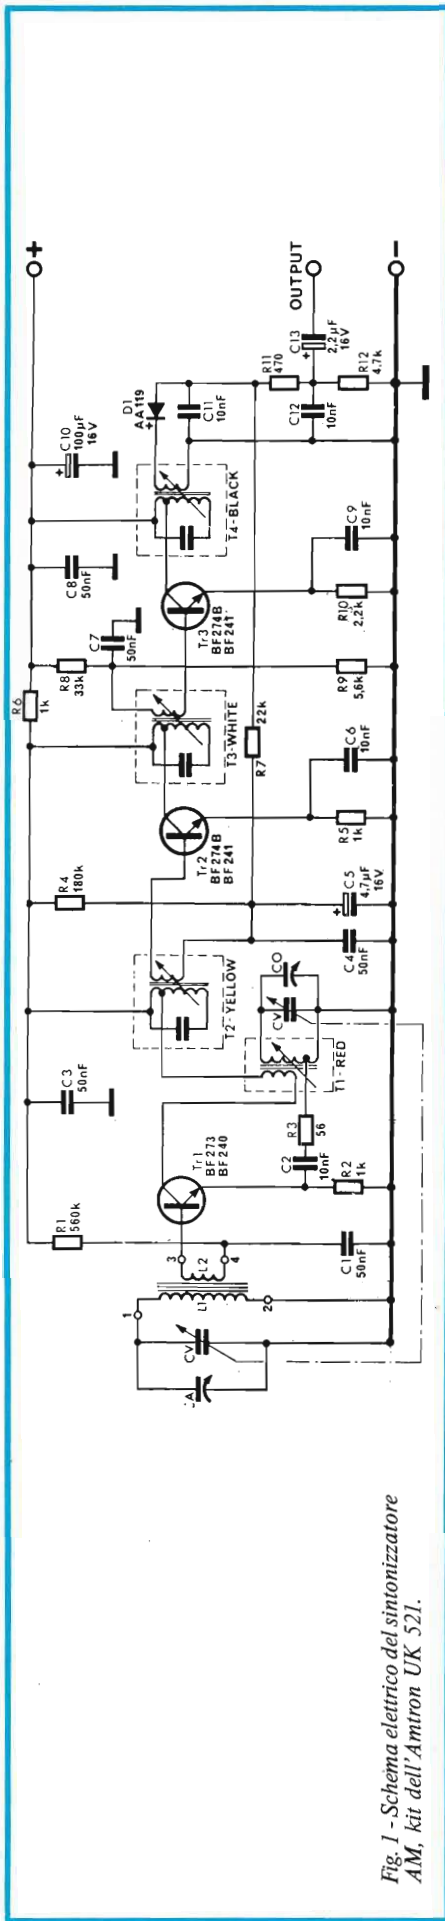 +
OUTPUT
−
R1
560k
C3
50nF
R4
180k
R6
1k
R8
33k
C7
50nF
C8
50nF
C10
100µF
16V
+
D1
AA119
+
C11
10nF
R11
470
C13
2,2µF
16V
+
C12
10nF
R12
4.7k
T4-BLACK
Tr3
BF274B
BF241
C9
10nF
R10
2,2k
R9
5,6k
T3-WHITE
R7
22k
Tr2
BF274B
BF241
C6
10nF
R5
1k
C5
4,7µF
16V
+
C4
50nF
T2-YELLOW
CO
CV
T1-RED
R3
56
C2
10nF
Tr1
BF273
BF240
R2
1k
C1
50nF
3
L2
4
1
L1
2
CV
Fig. 1 - Schema elettrico del sintonizzatore
AM, kit dell'Amtron UK 521.